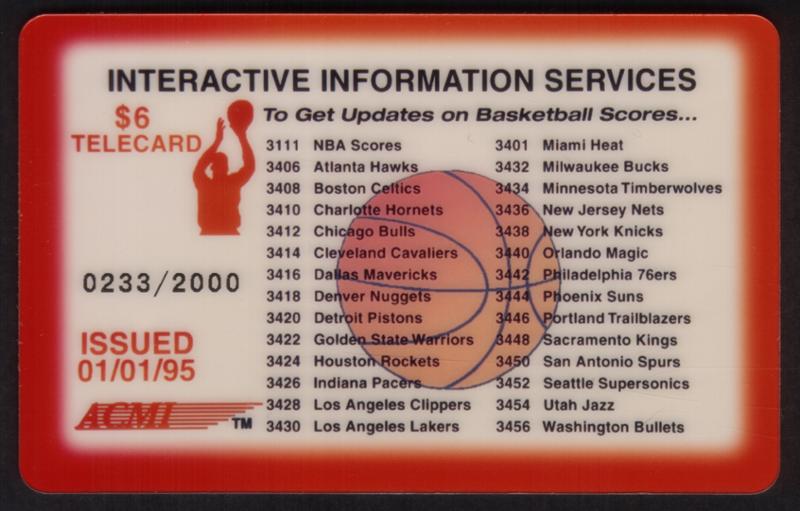 INTERACTIVE INFORMATION SERVICES
$6
TELECARD
To Get Updates on Basketball Scores...
3111 NBA Scores
3406 Atlanta Hawks
3408 Boston Celtics
3410 Charlotte Hornets
3412 Chicago Bulls
3414 Cleveland Cavaliers
3416 Dallas Mavericks
3418 Denver Nuggets
3420 Detroit Pistons
3422 Golden State Warriors
3424 Houston Rockets
3426 Indiana Pacers
3428 Los Angeles Clippers
3430 Los Angeles Lakers
3401 Miami Heat
3432 Milwaukee Bucks
3434 Minnesota Timberwolves
3436 New Jersey Nets
3438 New York Knicks
3440 Orlando Magic
3442 Philadelphia 76ers
3444 Phoenix Suns
3446 Portland Trailblazers
3448 Sacramento Kings
3450 San Antonio Spurs
3452 Seattle Supersonics
3454 Utah Jazz
3456 Washington Bullets
0233/2000
ISSUED
01/01/95
ACMI TM